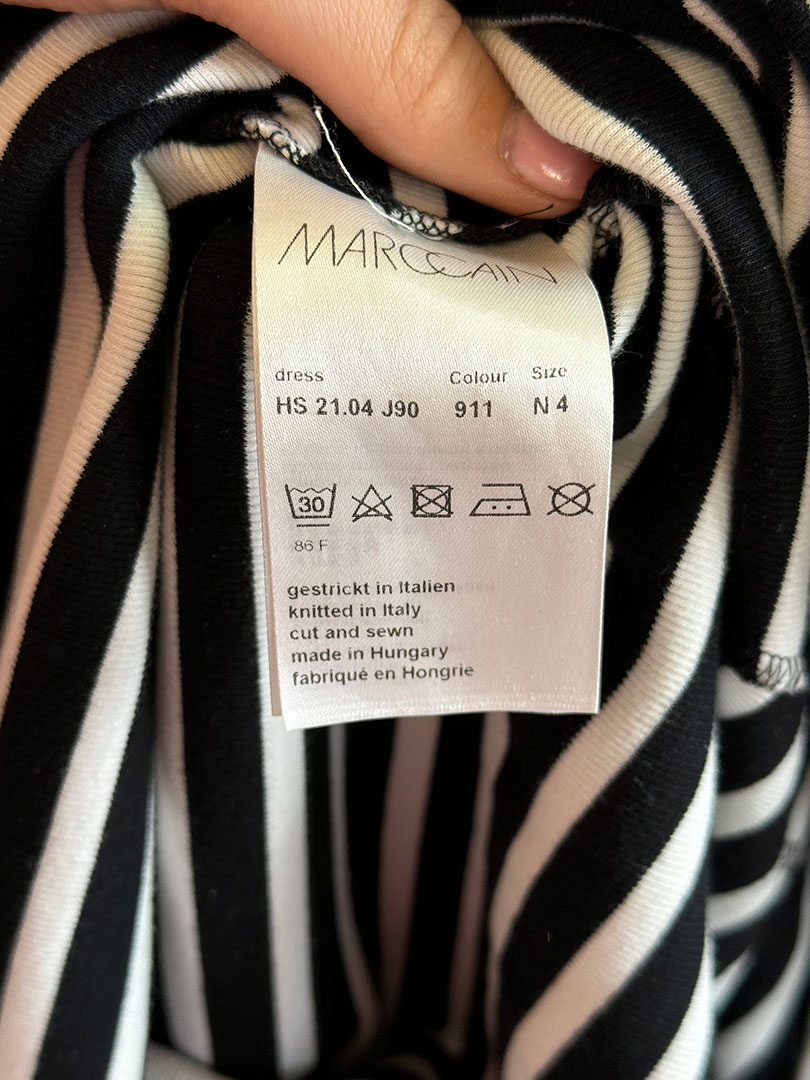 MARCCAIN
dress Colour Size
HS 21.04 J90 911 N 4
30
86 F
gestrickt in Italien
knitted in Italy
cut and sewn
made in Hungary
fabriqué en Hongrie